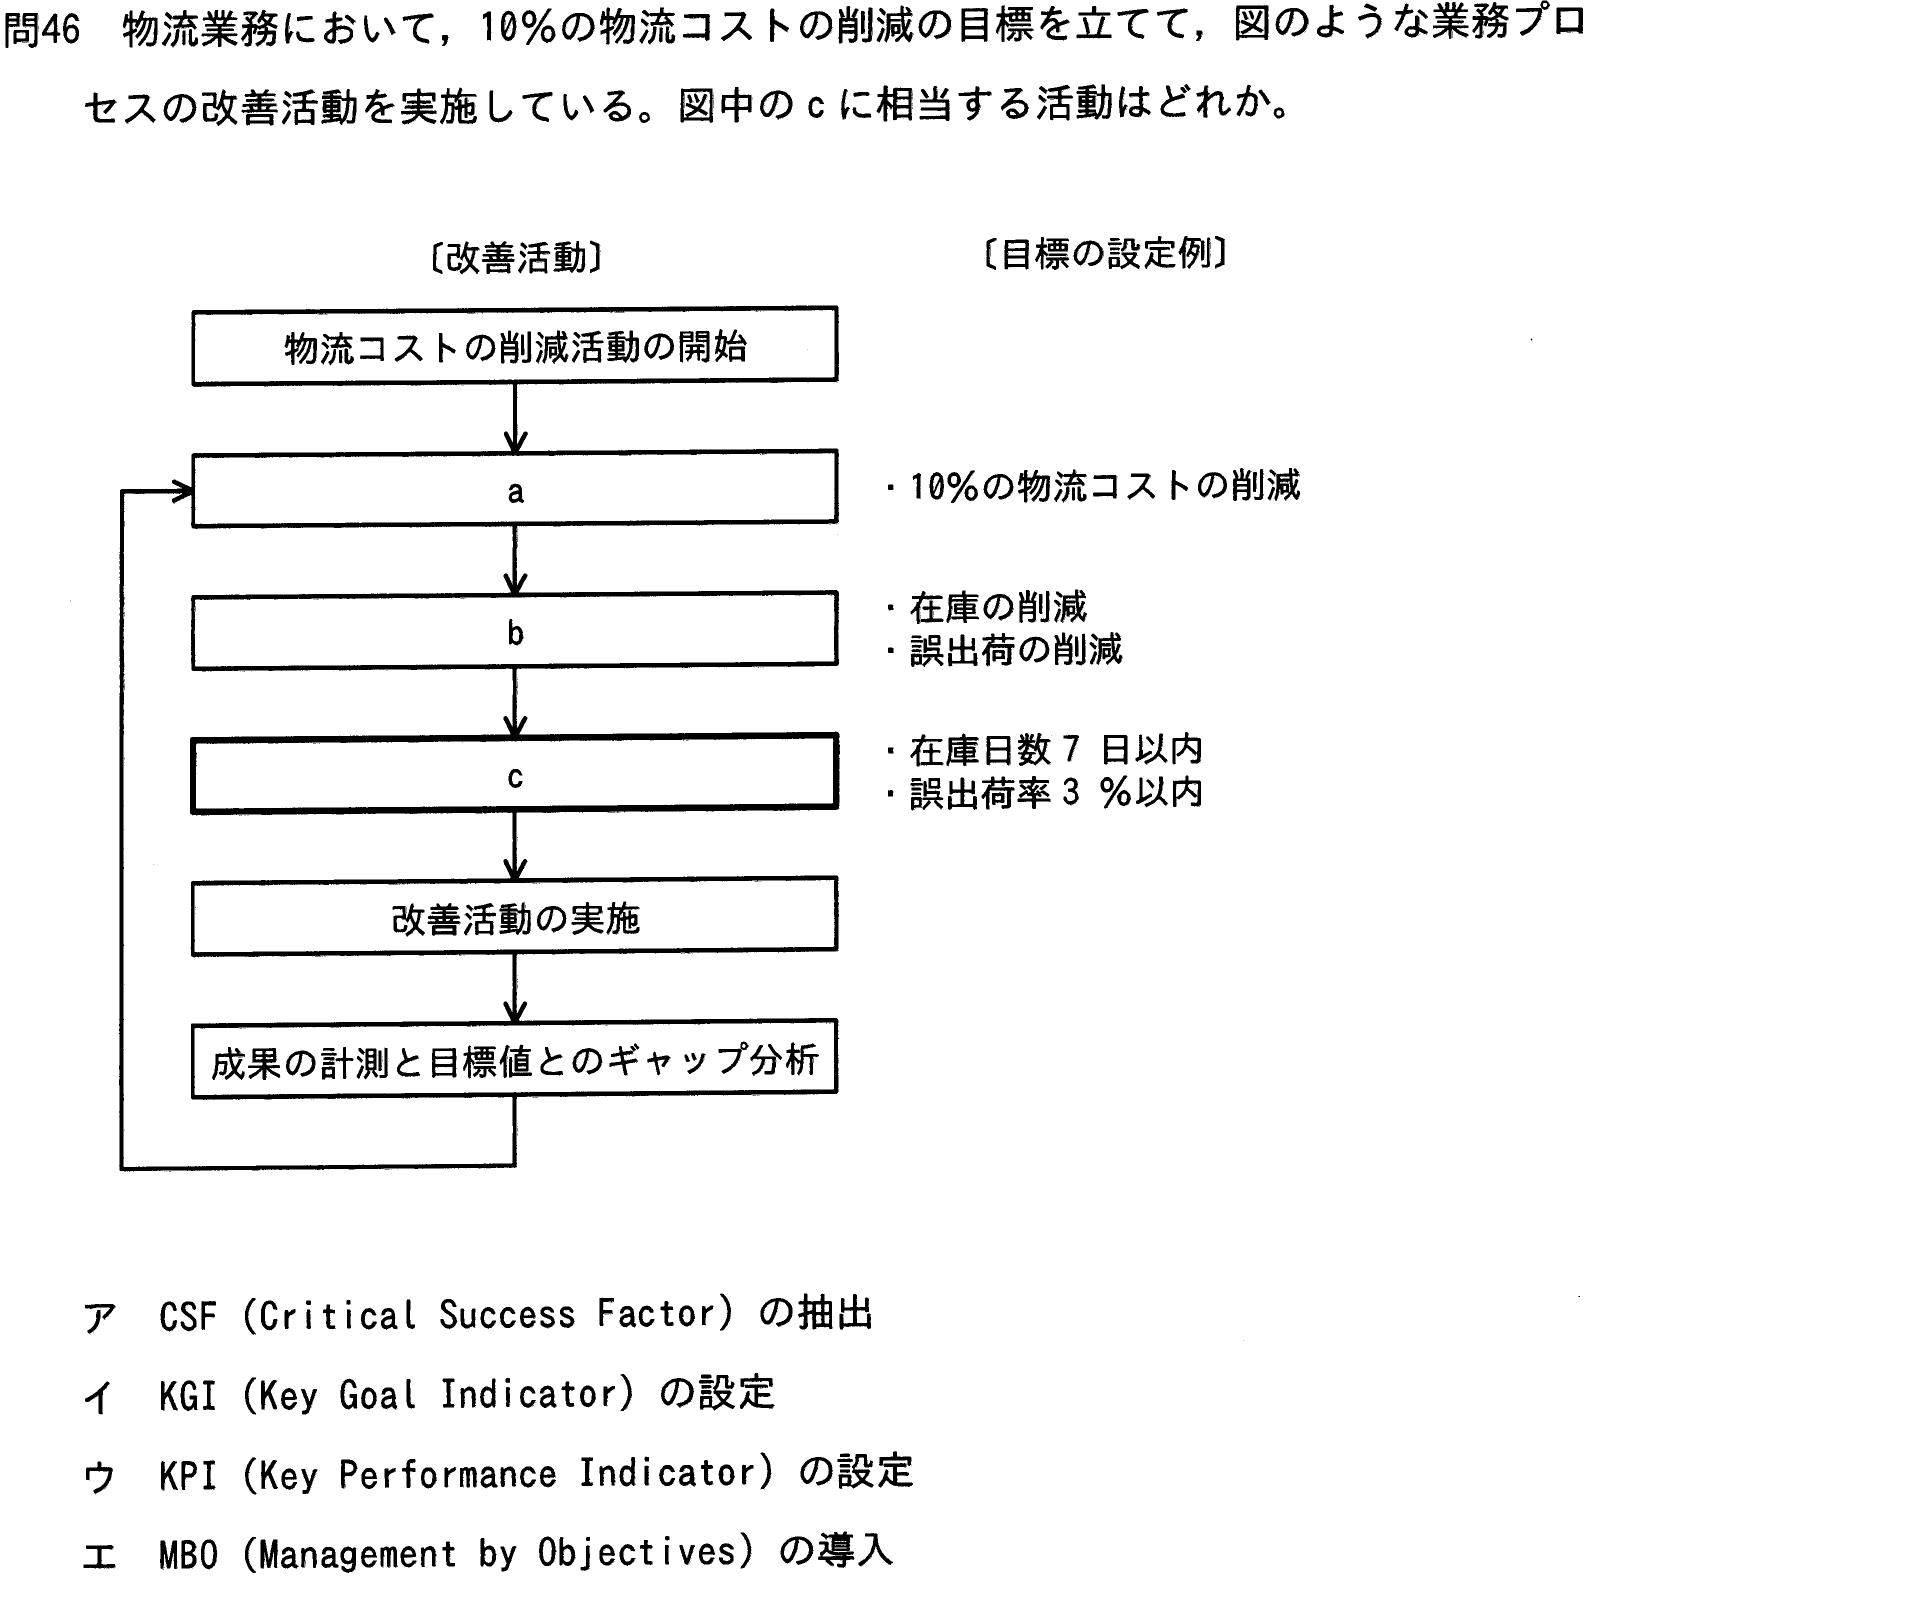 問46 物流業務において，10％の物流コストの削減の目標を立てて，図のような業務プロ
セスの改善活動を実施している。図中のcに相当する活動はどれか。
〔改善活動〕 〔目標の設定例〕
物流コストの削減活動の開始
a ・10％の物流コストの削減
b ・在庫の削減
・誤出荷の削減
c ・在庫日数7 日以内
・誤出荷率3 ％以内
改善活動の実施
成果の計測と目標値とのギャップ分析
ア CSF (Critical Success Factor) の抽出
イ KGI (Key Goal Indicator) の設定
ウ KPI (Key Performance Indicator) の設定
エ MBO (Management by Objectives) の導入